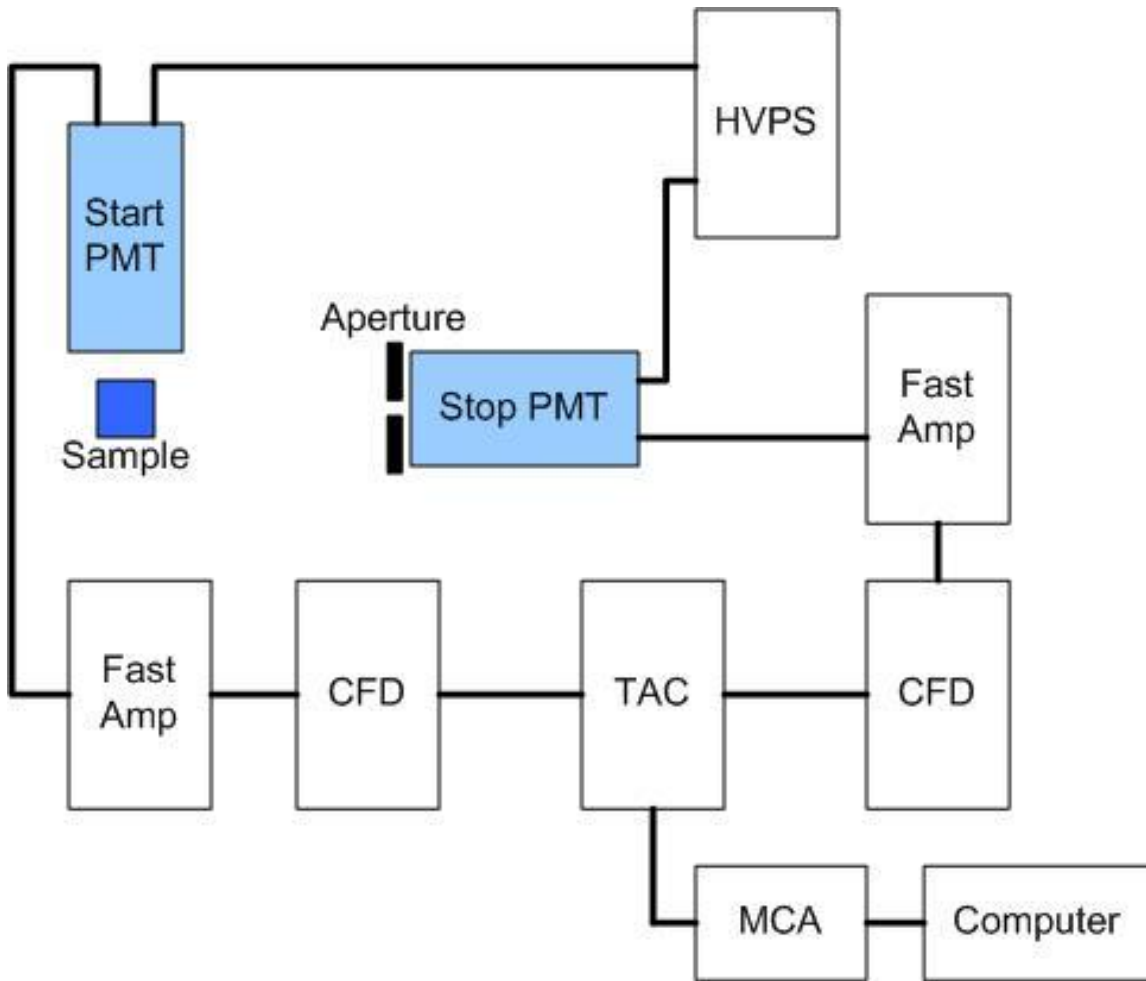 HVPS
Start
PMT
Aperture
Stop PMT
Fast
Amp
Sample
Fast
Amp
CFD
TAC
CFD
MCA
Computer